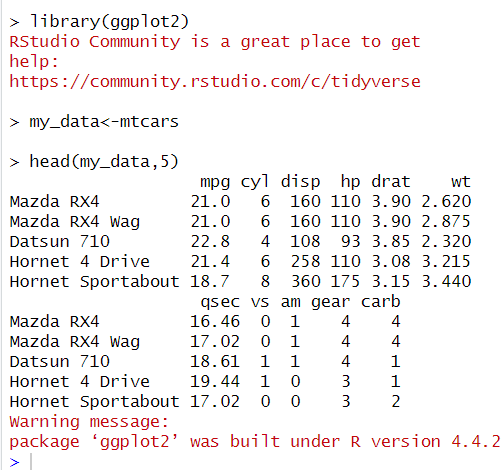 > library(ggplot2)
RStudio Community is a great place to get
help:
https://community.rstudio.com/c/tidyverse
> my_data<-mtcars
> head(my_data,5)
mpg cyl disp hp drat wt
Mazda RX4 21.0 6 160 110 3.90 2.620
Mazda RX4 Wag 21.0 6 160 110 3.90 2.875
Datsun 710 22.8 4 108 93 3.85 2.320
Hornet 4 Drive 21.4 6 258 110 3.08 3.215
Hornet Sportabout 18.7 8 360 175 3.15 3.440
qsec vs am gear carb
Mazda RX4 16.46 0 1 4 4
Mazda RX4 Wag 17.02 0 1 4 4
Datsun 710 18.61 1 1 4 1
Hornet 4 Drive 19.44 1 0 3 1
Hornet Sportabout 17.02 0 0 3 2
Warning message:
package ‘ggplot2’ was built under R version 4.4.2
>